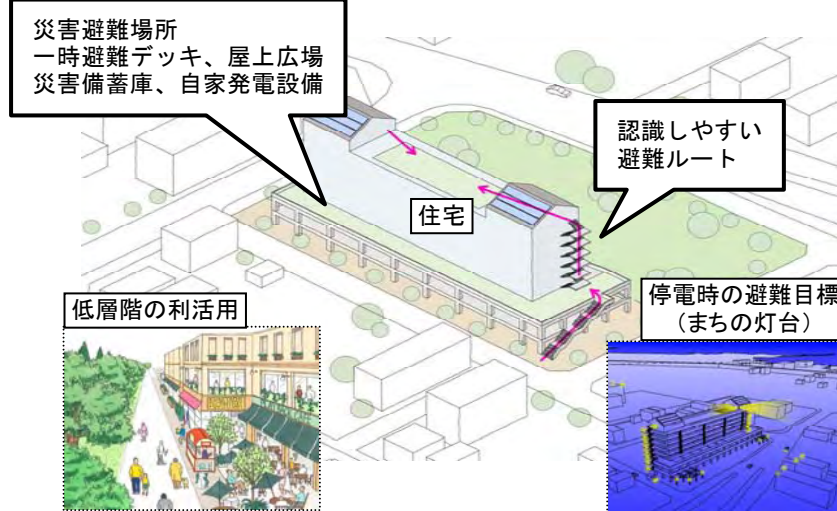 災害避難場所
一時避難デッキ、屋上広場
災害備蓄庫、自家発電設備
認識しやすい
避難ルート
住宅
低層階の利活用
停電時の避難目標
（まちの灯台）